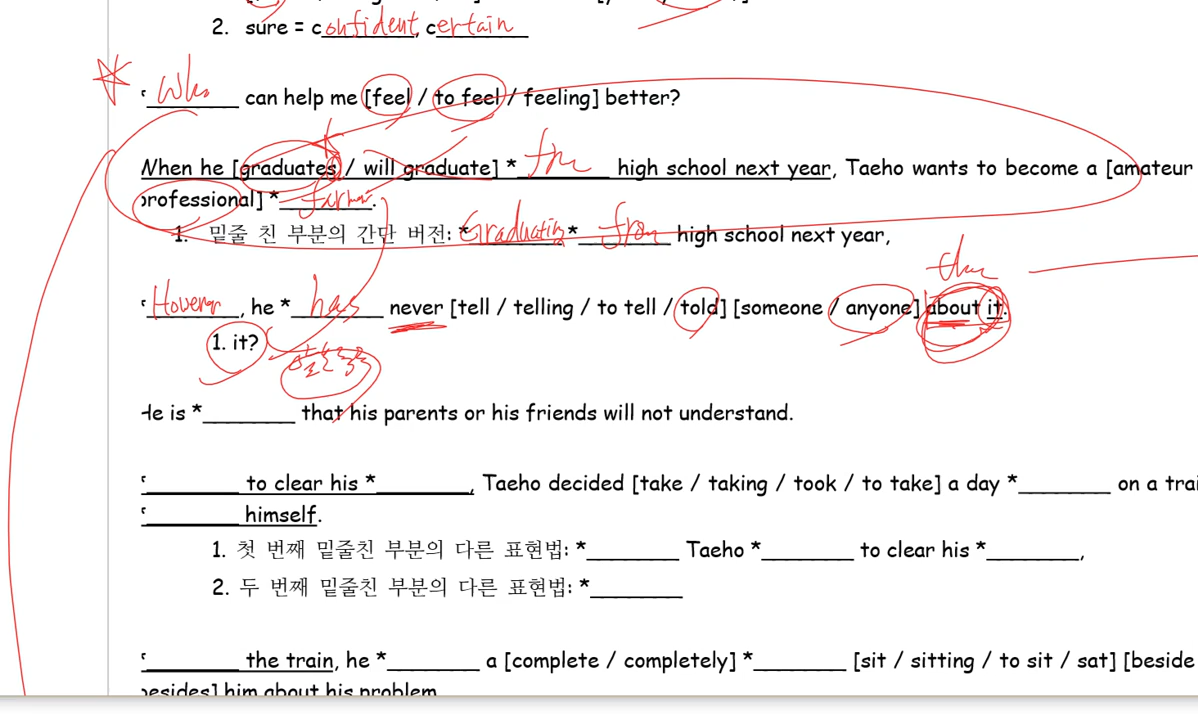 2. sure = confident, certain
* Who can help me [feel / to feel / feeling] better?
When he [graduates / will graduate] * from high school next year, Taeho wants to become a [amateur
professional] * farmer.
1. 밑줄 친 부분의 간단 버전: * Graduating * from high school next year,
them
However, he * has never [tell / telling / to tell / told] [someone / anyone] about it.
1. it?
He is *________ that his parents or his friends will not understand.
________ to clear his *________, Taeho decided [take / taking / took / to take] a day *________ on a trai
________ himself.
1. 첫 번째 밑줄친 부분의 다른 표현법: *________ Taeho *________ to clear his *________,
2. 두 번째 밑줄친 부분의 다른 표현법: *________
________ the train, he *________ a [complete / completely] *________ [sit / sitting / to sit / sat] [beside
besides] him about his problem